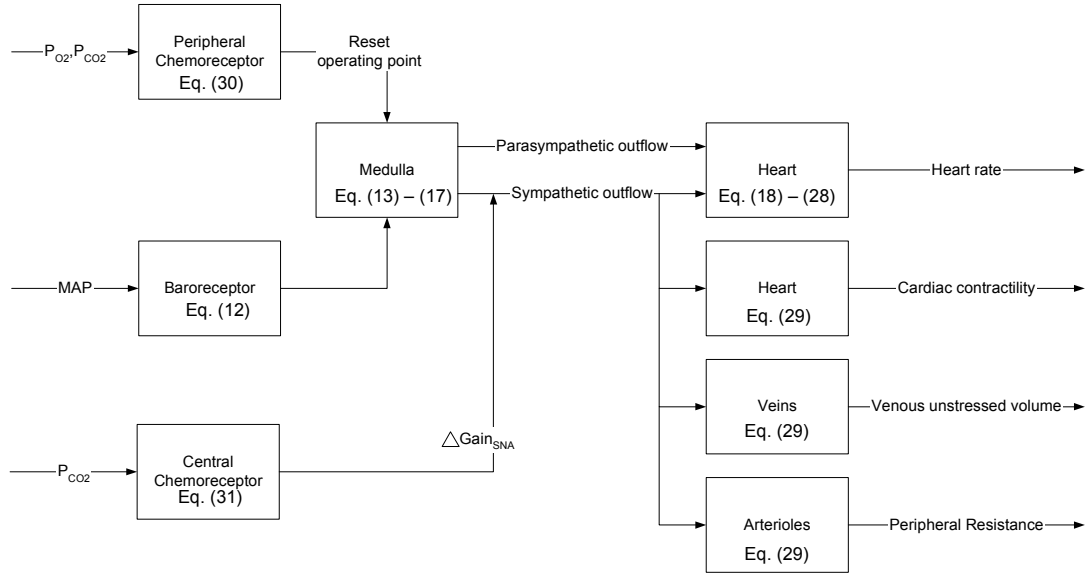 P_O2,P_CO2
Peripheral
Chemoreceptor
Eq. (30)
Reset
operating point
Medulla
Eq. (13) – (17)
Parasympathetic outflow
Sympathetic outflow
Heart
Eq. (18) – (28)
Heart rate
MAP
Baroreceptor
Eq. (12)
Heart
Eq. (29)
Cardiac contractility
Veins
Eq. (29)
Venous unstressed volume
△Gain_SNA
P_CO2
Central
Chemoreceptor
Eq. (31)
Arterioles
Eq. (29)
Peripheral Resistance